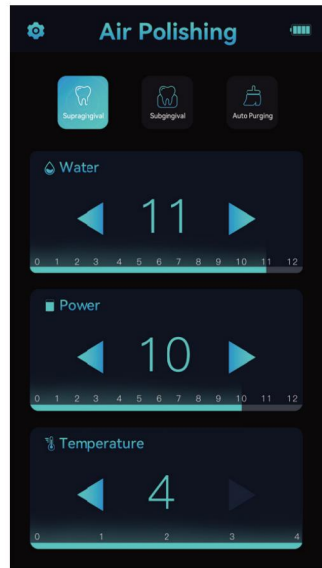 Air Polishing
Supragingival Subgingival Auto Purging
Water
11
0 1 2 3 4 5 6 7 8 9 10 11 12
Power
10
0 1 2 3 4 5 6 7 8 9 10 11 12
Temperature
4
0 1 2 3 4